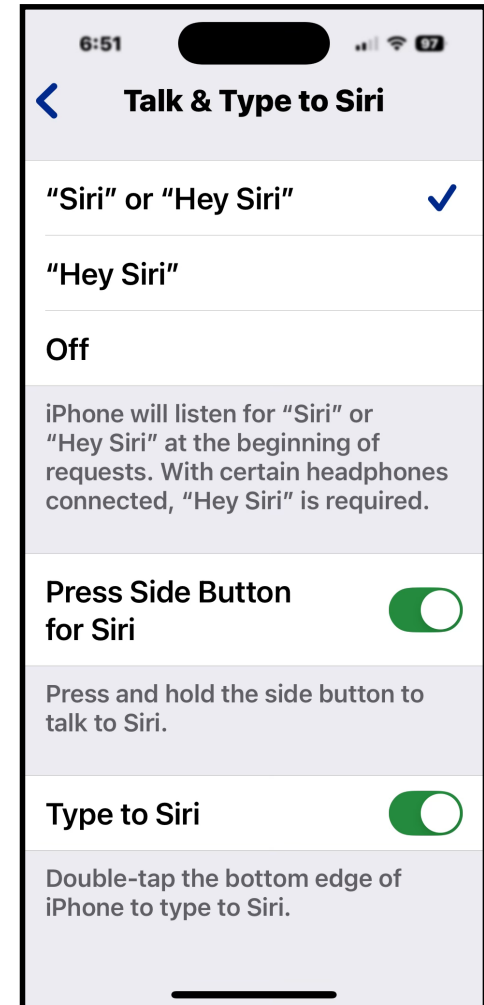 6:51
97
Talk & Type to Siri
“Siri” or “Hey Siri”
“Hey Siri”
Off
iPhone will listen for “Siri” or
“Hey Siri” at the beginning of
requests. With certain headphones
connected, “Hey Siri” is required.
Press Side Button
for Siri
Press and hold the side button to
talk to Siri.
Type to Siri
Double-tap the bottom edge of
iPhone to type to Siri.